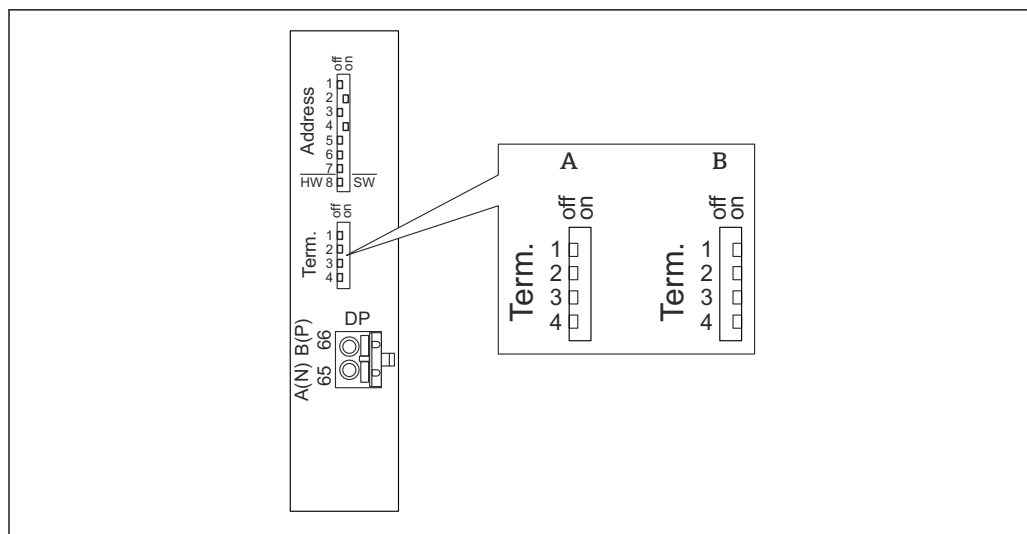 off
on
Address
1
2
3
4
5
6
7
HW 8 SW
off
on
Term.
1
2
3
4
DP
B(P) 66
A(N) 65
A
off
on
Term.
1
2
3
4
B
off
on
Term.
1
2
3
4